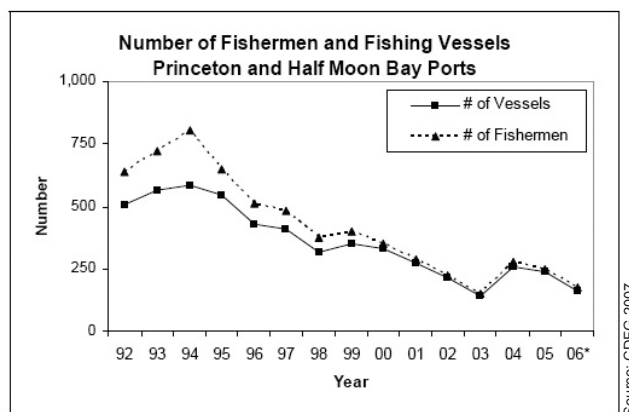 Number of Fishermen and Fishing Vessels
Princeton and Half Moon Bay Ports
1,000
750
500
250
0
Number
# of Vessels
# of Fishermen
92 93 94 95 96 97 98 99 00 01 02 03 04 05 06*
Year